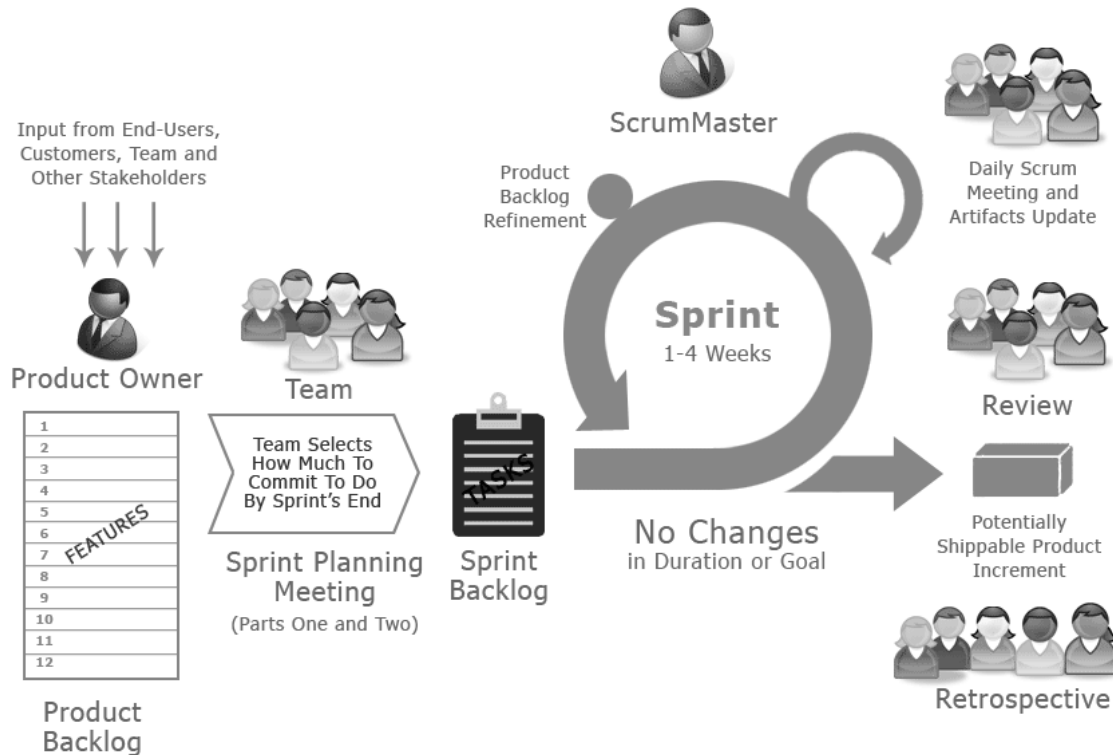 Input from End-Users,
Customers, Team and
Other Stakeholders
Product Owner
1
2
3
4
5
6
7
8
9
10
11
12
FEATURES
Product
Backlog
Team
Team Selects
How Much To
Commit To Do
By Sprint's End
Sprint Planning
Meeting
(Parts One and Two)
TASKS
Sprint
Backlog
ScrumMaster
Product
Backlog
Refinement
Sprint
1-4 Weeks
No Changes
in Duration or Goal
Daily Scrum
Meeting and
Artifacts Update
Review
Potentially
Shippable Product
Increment
Retrospective